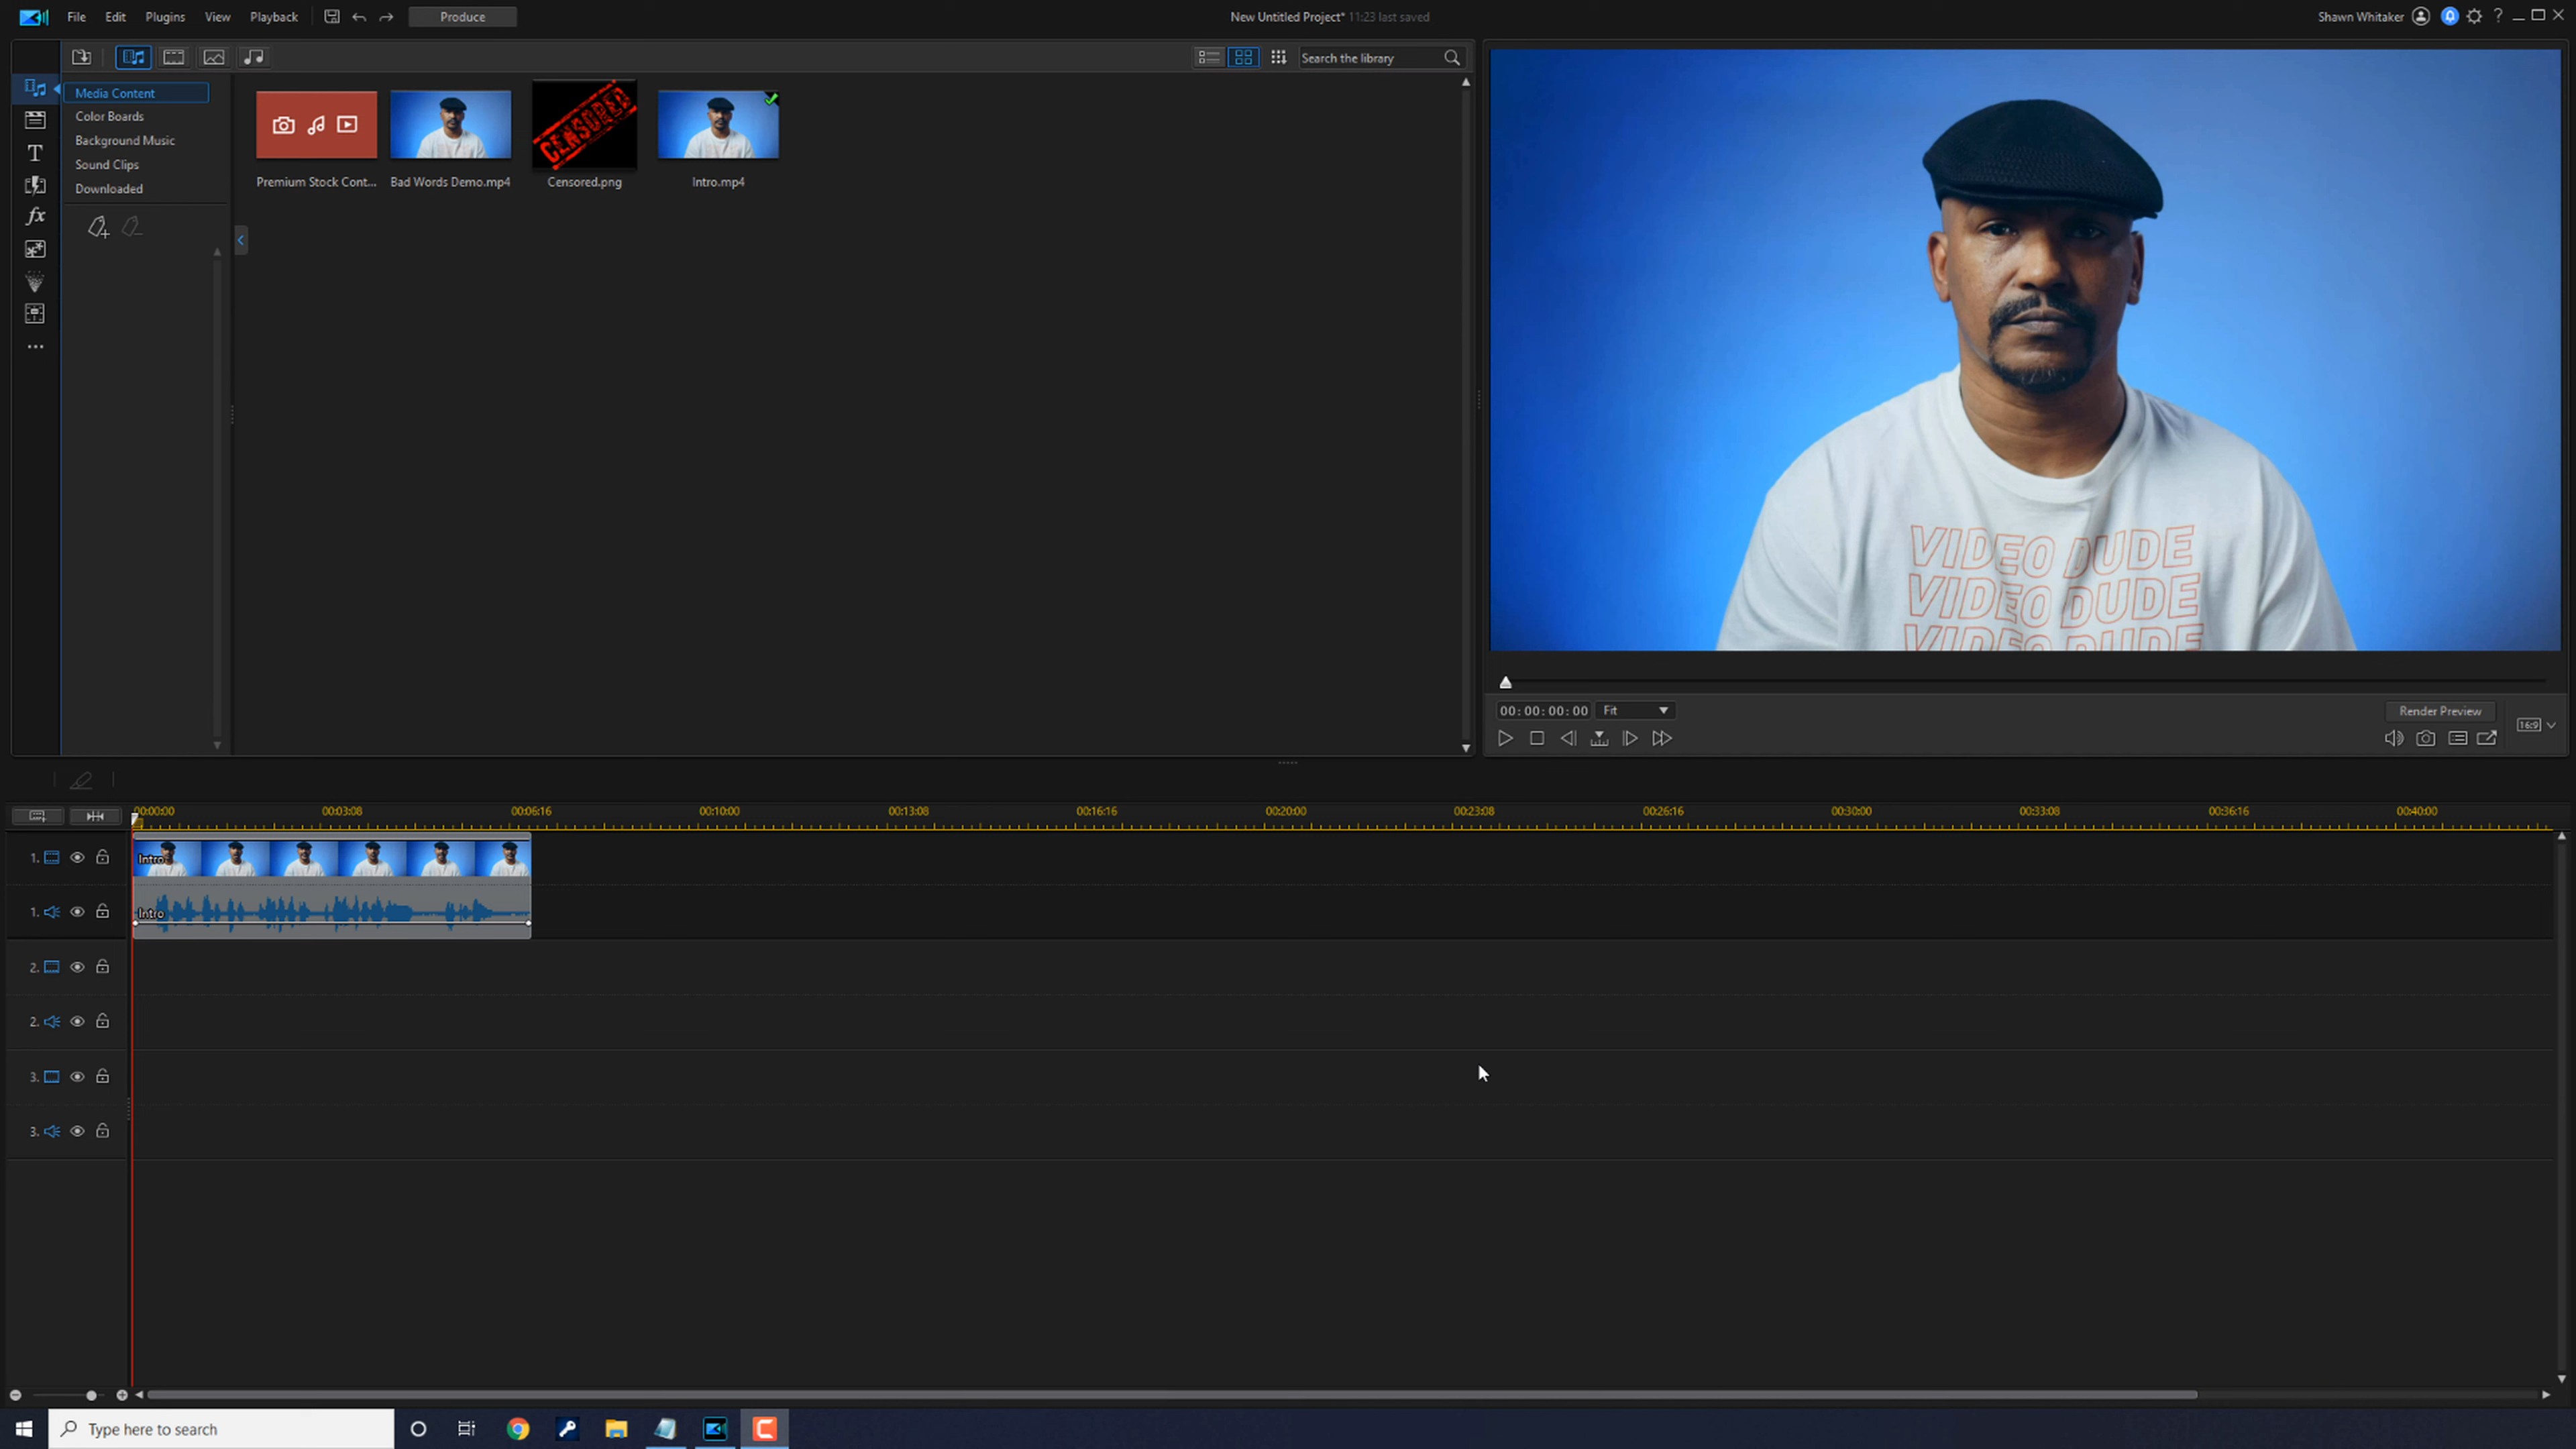 File Edit Plugins View Playback Produce New Untitled Project* 11:23 last saved Shawn Whitaker ?
Search the library
Media Content
Color Boards
Background Music
Sound Clips
Downloaded
T
fx
CENSORED
Premium Stock Cont... Bad Words Demo.mp4 Censored.png Intro.mp4
VIDEO DUDE
VIDEO DUDE
VIDEO DUDE
00:00:00:00 Fit Render Preview
16:9
00:00:00 00:03:08 00:06:16 00:10:00 00:13:08 00:16:16 00:20:00 00:23:08 00:26:16 00:30:00 00:33:08 00:36:16 00:40:00
1. Intro
1. Intro
2.
2.
3.
3.
Type here to search